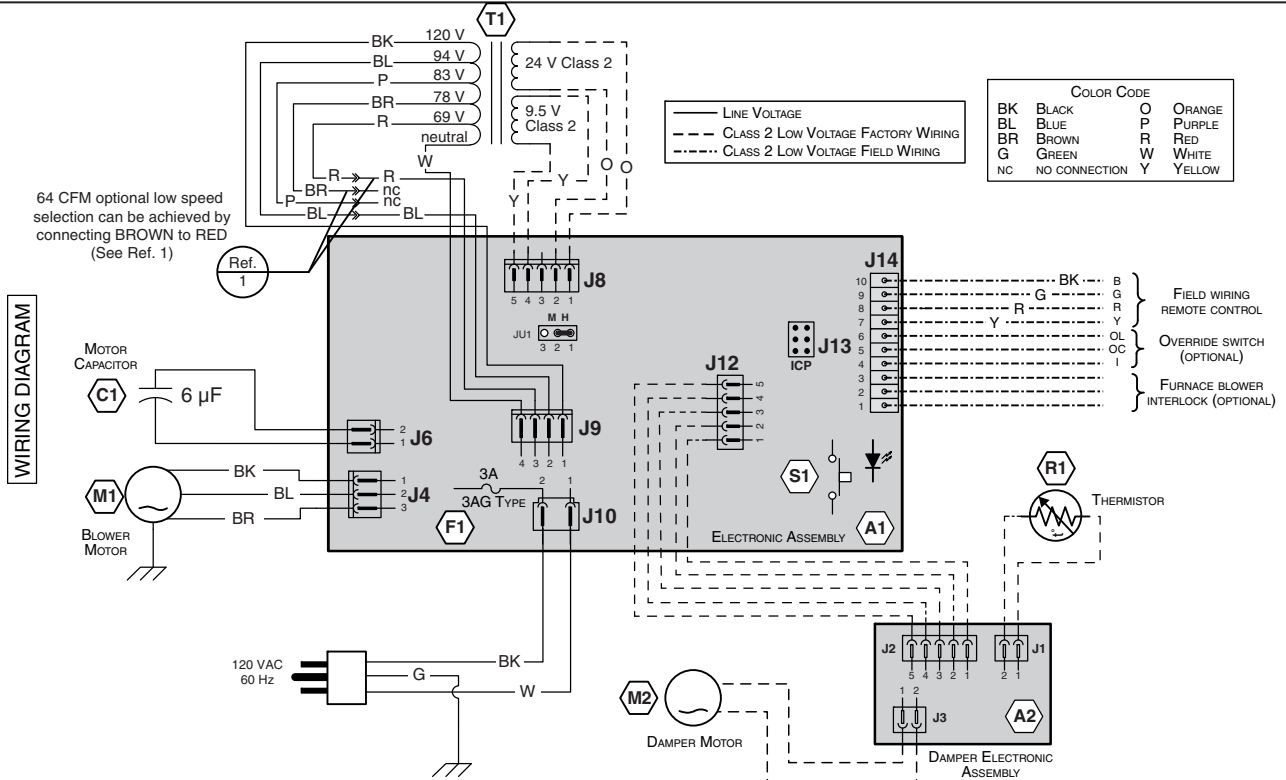 WIRING DIAGRAM
T1
BK 120 V
BL 94 V
P 83 V
BR 78 V
R 69 V
neutral
W
24 V Class 2
9.5 V
Class 2
O O
Y Y
R R
BR nc
P nc
BL BL
LINE VOLTAGE
CLASS 2 LOW VOLTAGE FACTORY WIRING
CLASS 2 LOW VOLTAGE FIELD WIRING
COLOR CODE
BK BLACK O ORANGE
BL BLUE P PURPLE
BR BROWN R RED
G GREEN W WHITE
NC NO CONNECTION Y YELLOW
64 CFM optional low speed
selection can be achieved by
connecting BROWN to RED
(See Ref. 1)
Ref.
1
J8
5 4 3 2 1
M H
JU1
3 2 1
J14
10 BK B
9 G G
8 R R
7 Y Y
6 OL
5 OC
4 I
3
2
1
FIELD WIRING
REMOTE CONTROL
OVERRIDE SWITCH
(OPTIONAL)
FURNACE BLOWER
INTERLOCK (OPTIONAL)
J13
ICP
J12
5
4
3
2
1
MOTOR
CAPACITOR
C1
6 µF
2
1
J6
J9
4 3 2 1
BK 1
BL 2
BR 3
J4
M1
BLOWER
MOTOR
3A
3AG TYPE
F1
2 1
J10
S1
ELECTRONIC ASSEMBLY
A1
R1
THERMISTOR
120 VAC
60 HZ
BK
G
W
J2
5 4 3 2 1
J1
2 1
M2
DAMPER MOTOR
1 2
J3
A2
DAMPER ELECTRONIC
ASSEMBLY